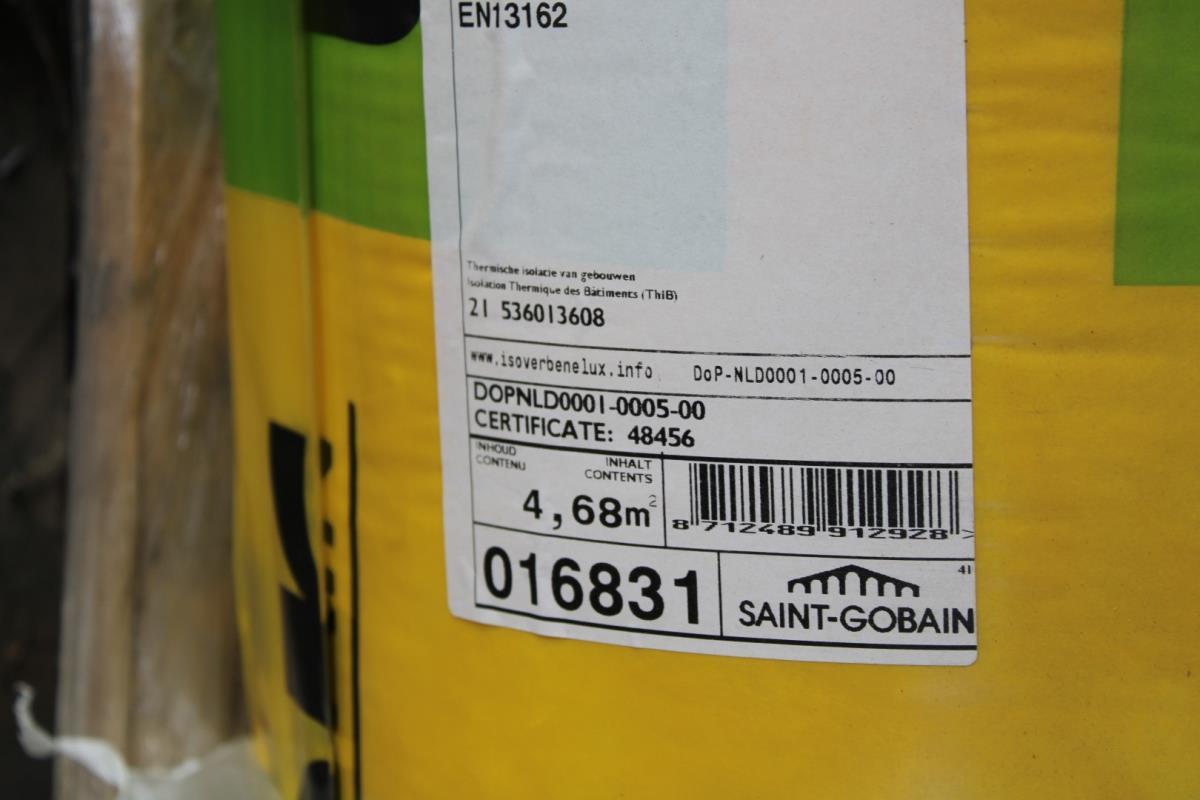 EN13162
Thermische isolatie van gebouwen
Isolation Thermique des Bâtiments (ThiB)
21 536013608
www.isoverbenelux.info DoP-NLD0001-0005-00
DOPNLD0001-0005-00
CERTIFICATE: 48456
INHOUD
CONTENU
INHALT
CONTENTS
4,68m²
8 712489 912928 >
016831
41
SAINT-GOBAIN